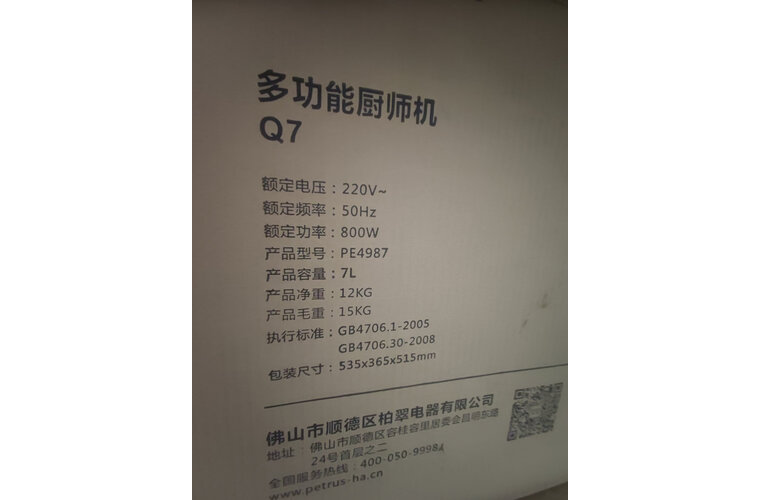 多功能厨师机
Q7
额定电压：220V~
额定频率：50Hz
额定功率：800W
产品型号：PE4987
产品容量：7L
产品净重：12KG
产品毛重：15KG
执行标准：GB4706.1-2005
GB4706.30-2008
包装尺寸：535x365x515mm
佛山市顺德区柏翠电器有限公司
地址：佛山市顺德区容桂容里居委会昌明东路
24号首层之二
全国服务热线：400-050-9998
www.petrus-ha.cn